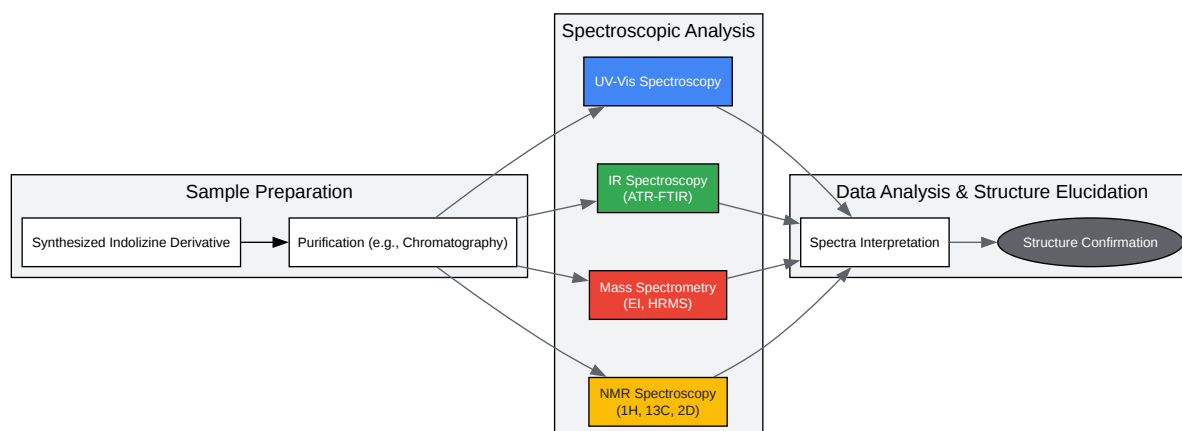 Sample Preparation
Synthesized Indolizine Derivative
Purification (e.g., Chromatography)
Spectroscopic Analysis
UV-Vis Spectroscopy
IR Spectroscopy
(ATR-FTIR)
Mass Spectrometry
(EI, HRMS)
NMR Spectroscopy
(1H, 13C, 2D)
Data Analysis & Structure Elucidation
Spectra Interpretation
Structure Confirmation